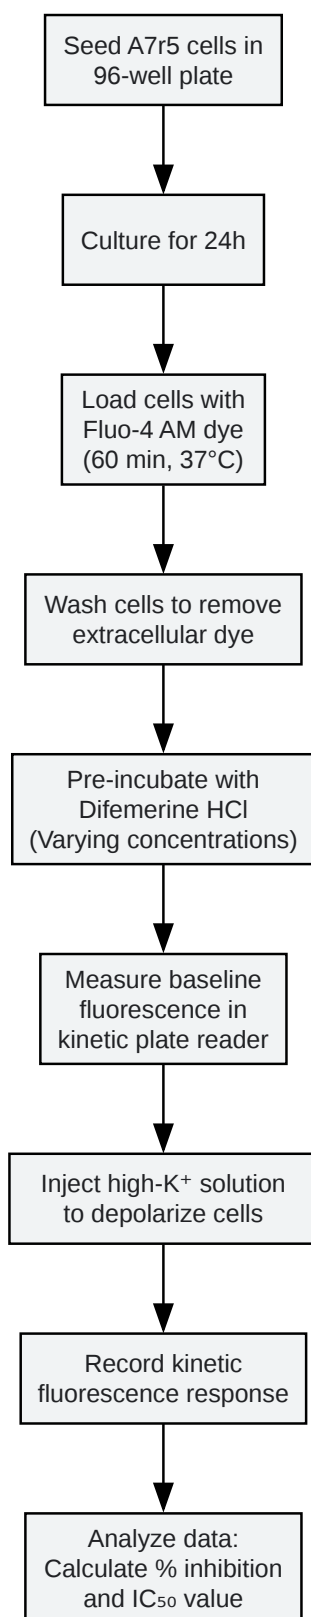 Seed A7r5 cells in
96-well plate
Culture for 24h
Load cells with
Fluo-4 AM dye
(60 min, 37°C)
Wash cells to remove
extracellular dye
Pre-incubate with
Difemerine HCl
(Varying concentrations)
Measure baseline
fluorescence in
kinetic plate reader
Inject high-K⁺ solution
to depolarize cells
Record kinetic
fluorescence response
Analyze data:
Calculate % inhibition
and IC₅₀ value